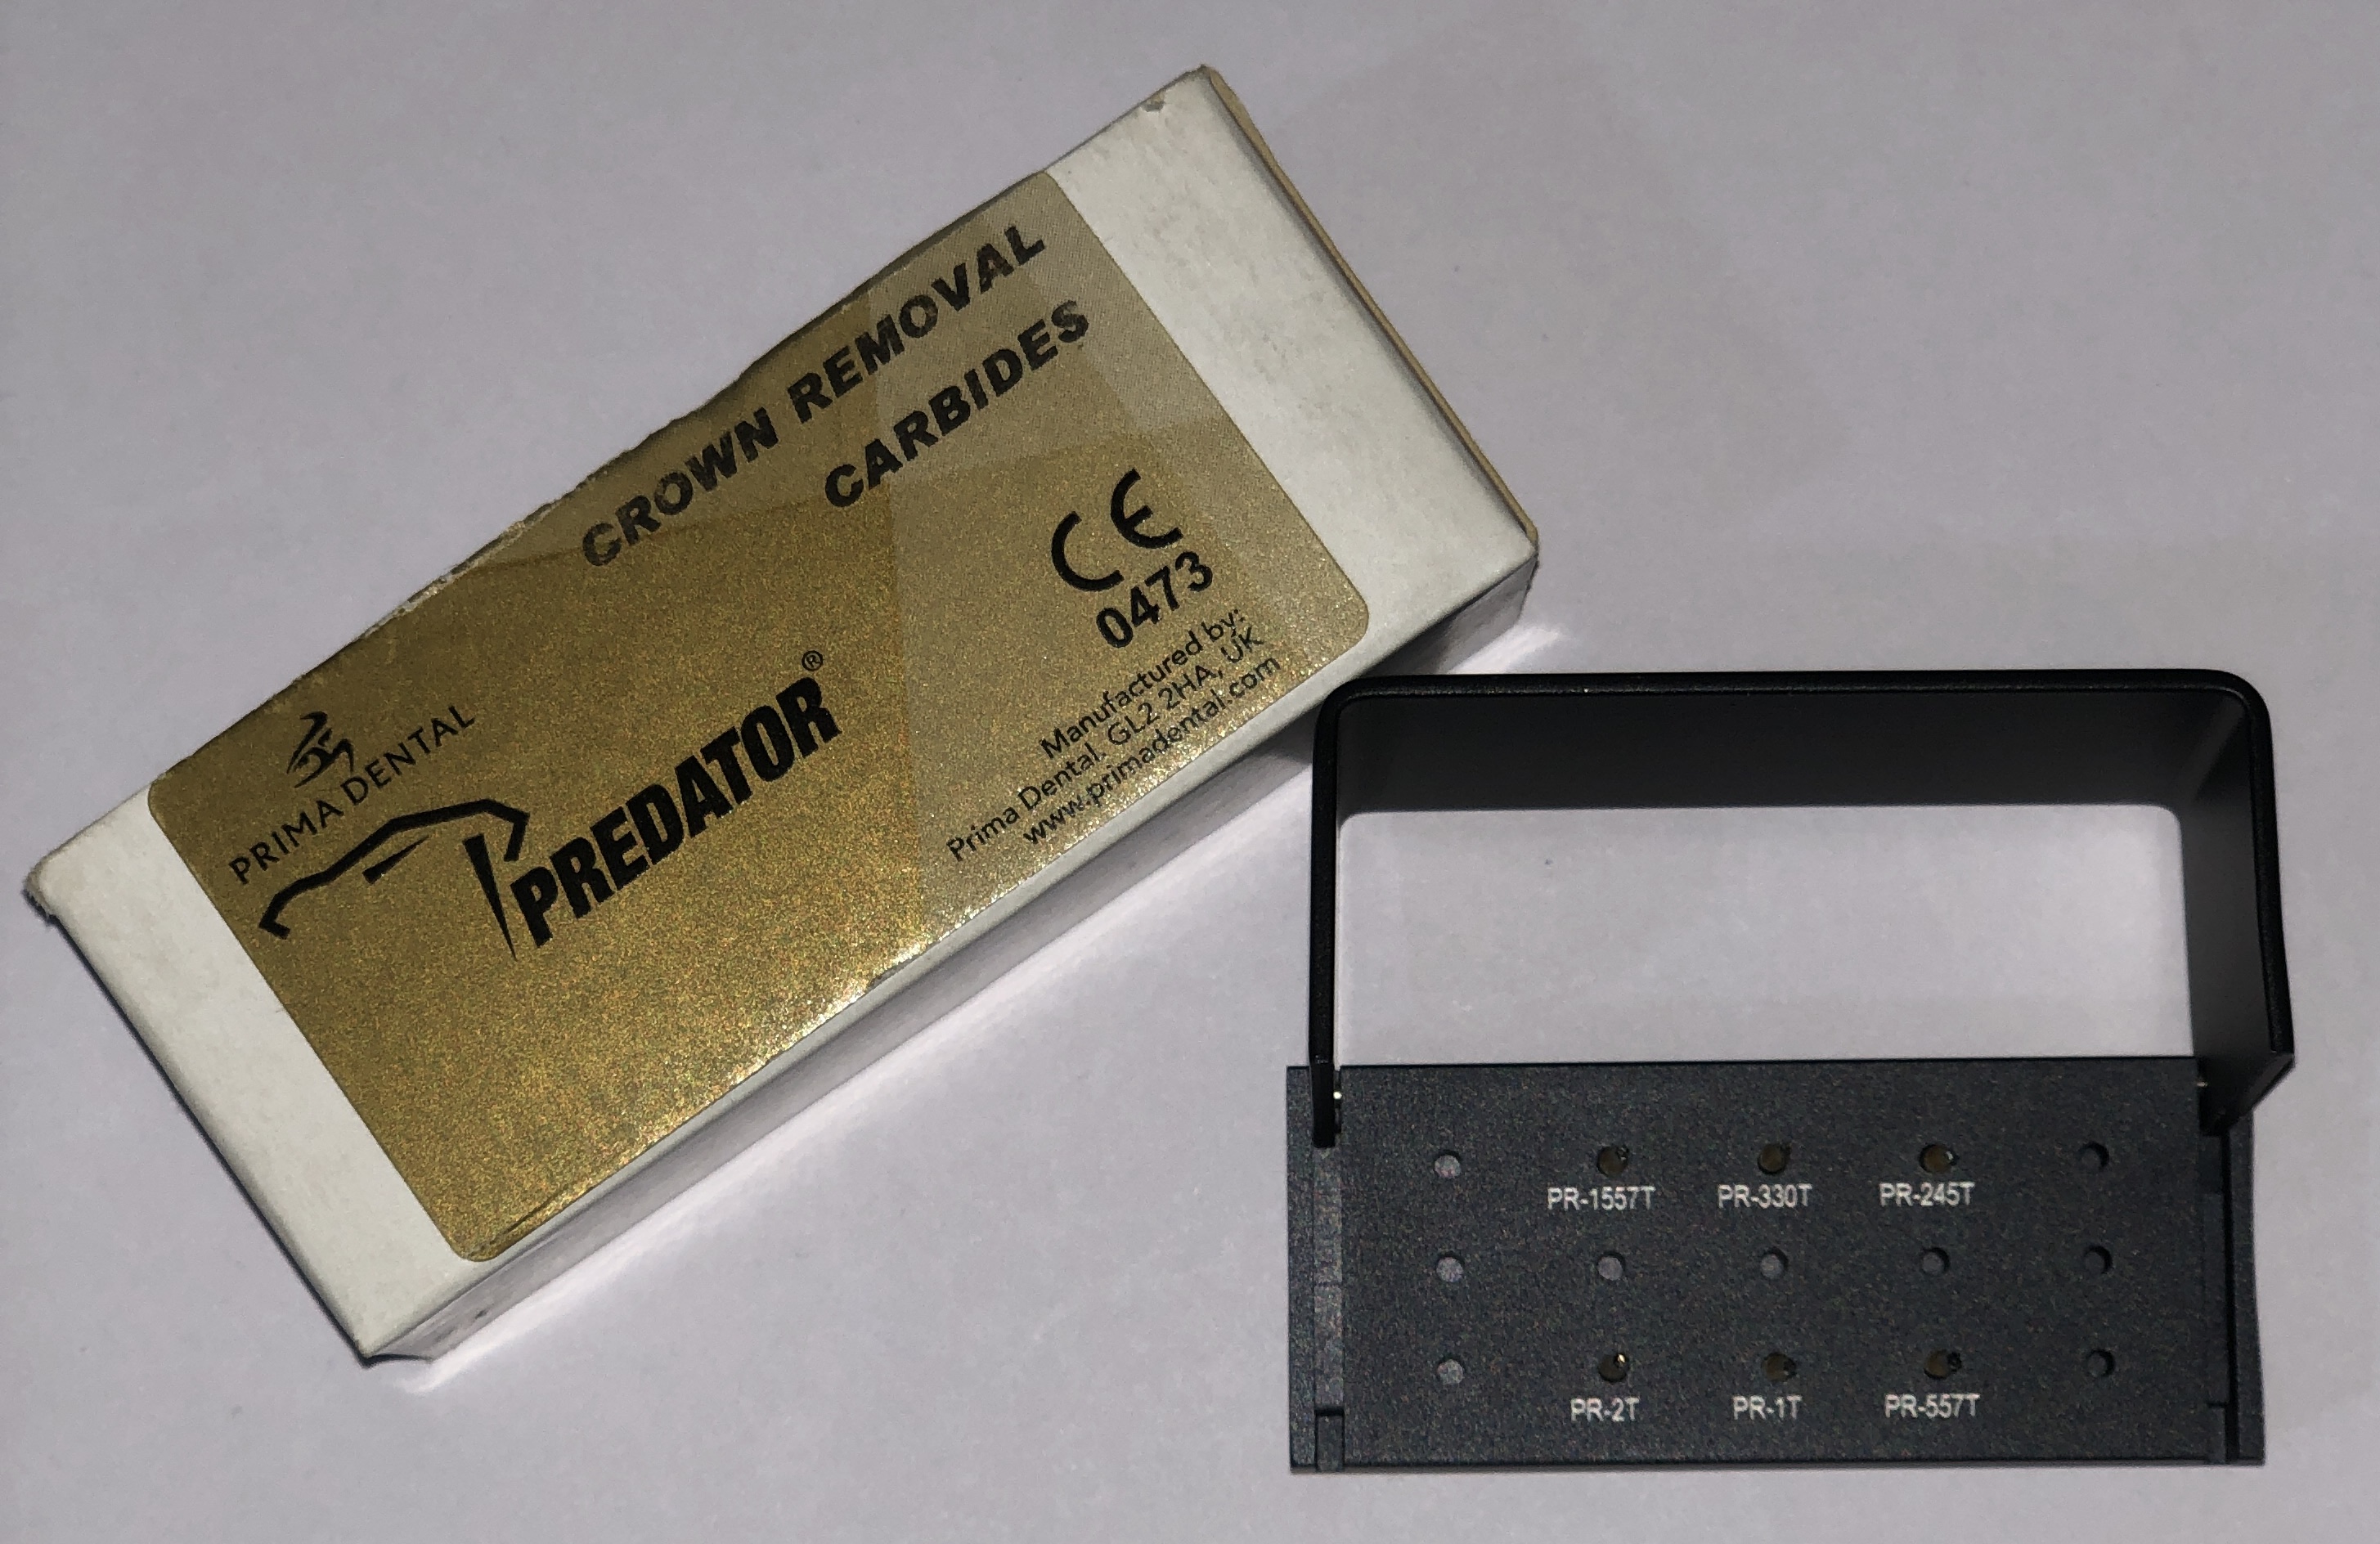 CROWN REMOVAL
CARBIDES
PRIMA DENTAL
PREDATOR®
CE
0473
Manufactured by:
Prima Dental. GL2 2HA, UK
www.primadental.com
PR-1557T PR-330T PR-245T
PR-2T PR-1T PR-557T